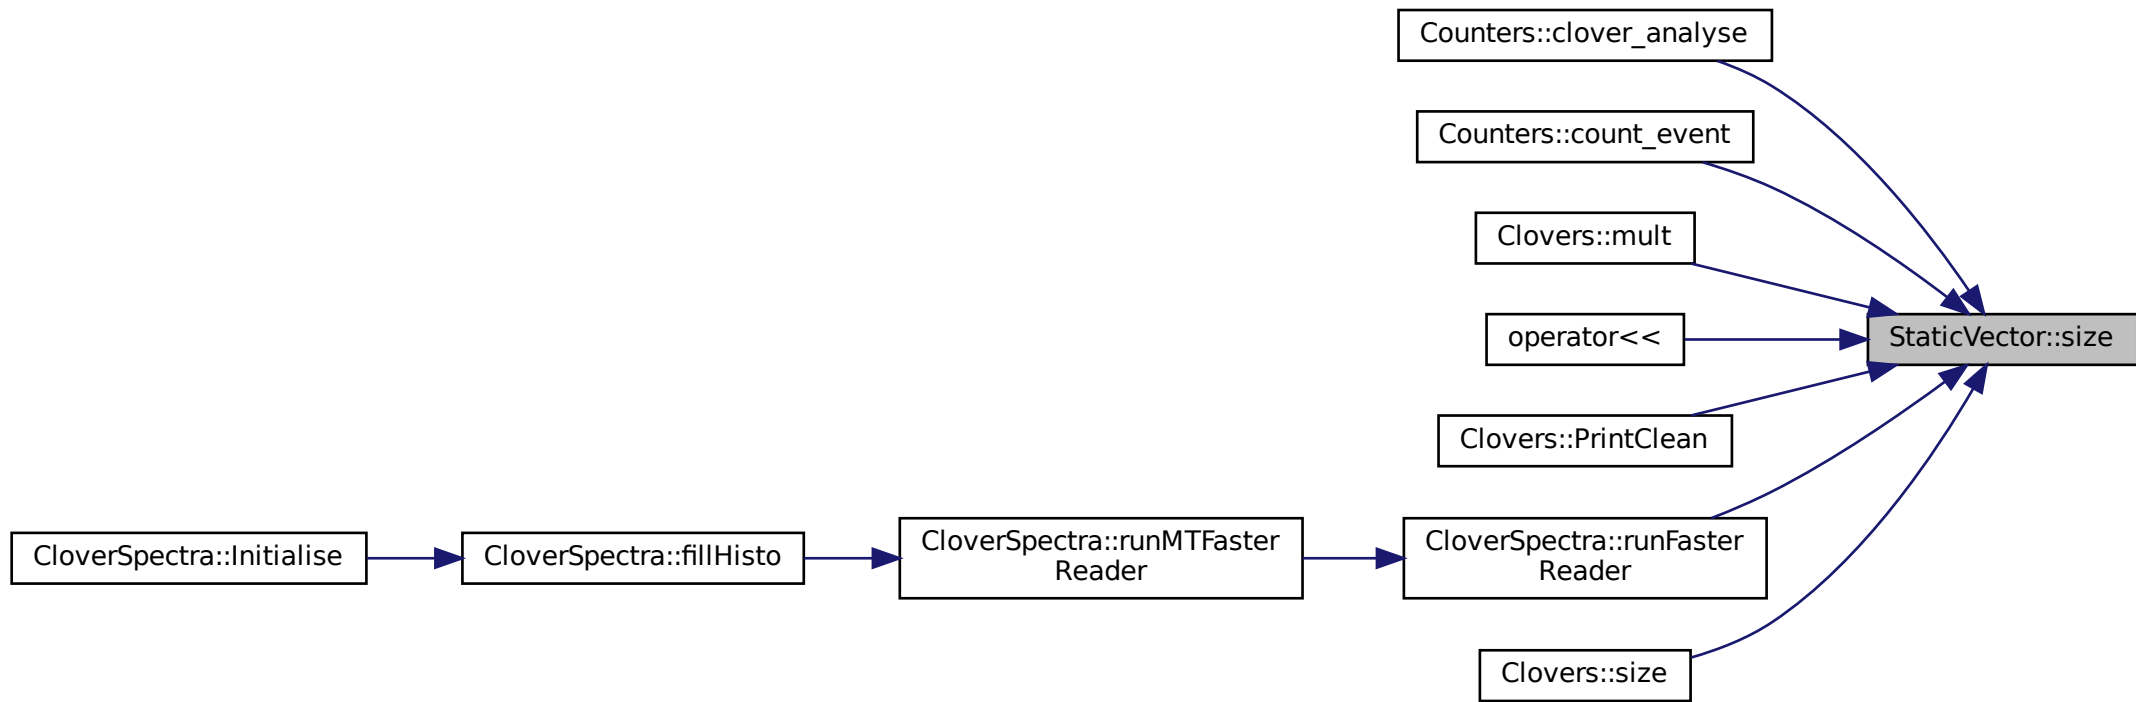 Counters::clover_analyse
Counters::count_event
Clovers::mult
operator<<
StaticVector::size
Clovers::PrintClean
CloverSpectra::Initialise
CloverSpectra::fillHisto
CloverSpectra::runMTFaster
Reader
CloverSpectra::runFaster
Reader
Clovers::size